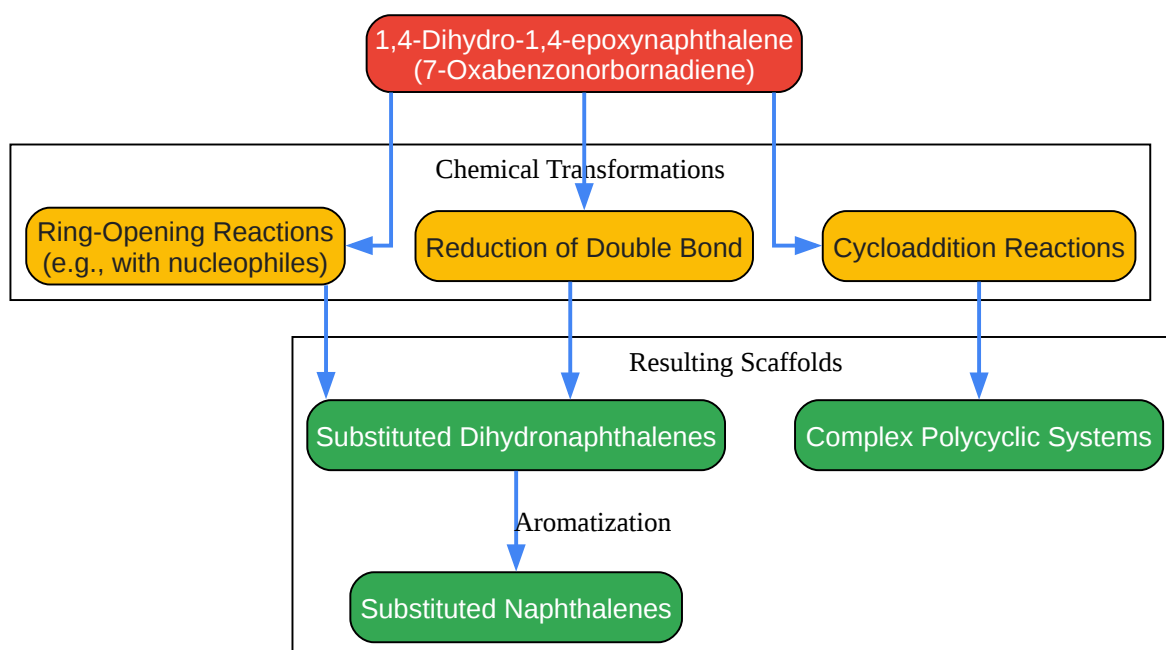 1,4-Dihydro-1,4-epoxynaphthalene
(7-Oxabenzonorbornadiene)
Chemical Transformations
Ring-Opening Reactions
(e.g., with nucleophiles)
Reduction of Double Bond
Cycloaddition Reactions
Resulting Scaffolds
Substituted Dihydronaphthalenes
Complex Polycyclic Systems
Aromatization
Substituted Naphthalenes